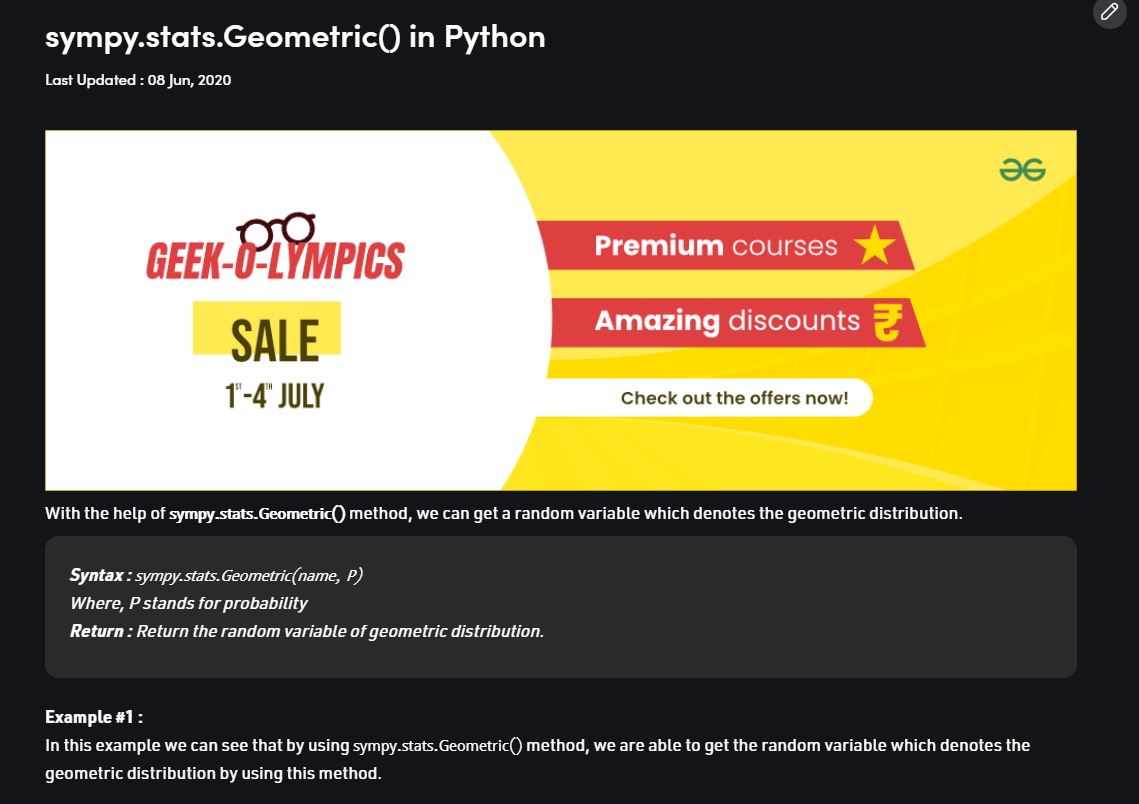 sympy.stats.Geometric() in Python
Last Updated : 08 Jun, 2020
GEEK-O-LYMPICS
SALE
1ST-4TH JULY
Premium courses
Amazing discounts
Check out the offers now!
With the help of sympy.stats.Geometric() method, we can get a random variable which denotes the geometric distribution.
Syntax : sympy.stats.Geometric(name, P)
Where, P stands for probability
Return : Return the random variable of geometric distribution.
Example #1 :
In this example we can see that by using sympy.stats.Geometric() method, we are able to get the random variable which denotes the
geometric distribution by using this method.